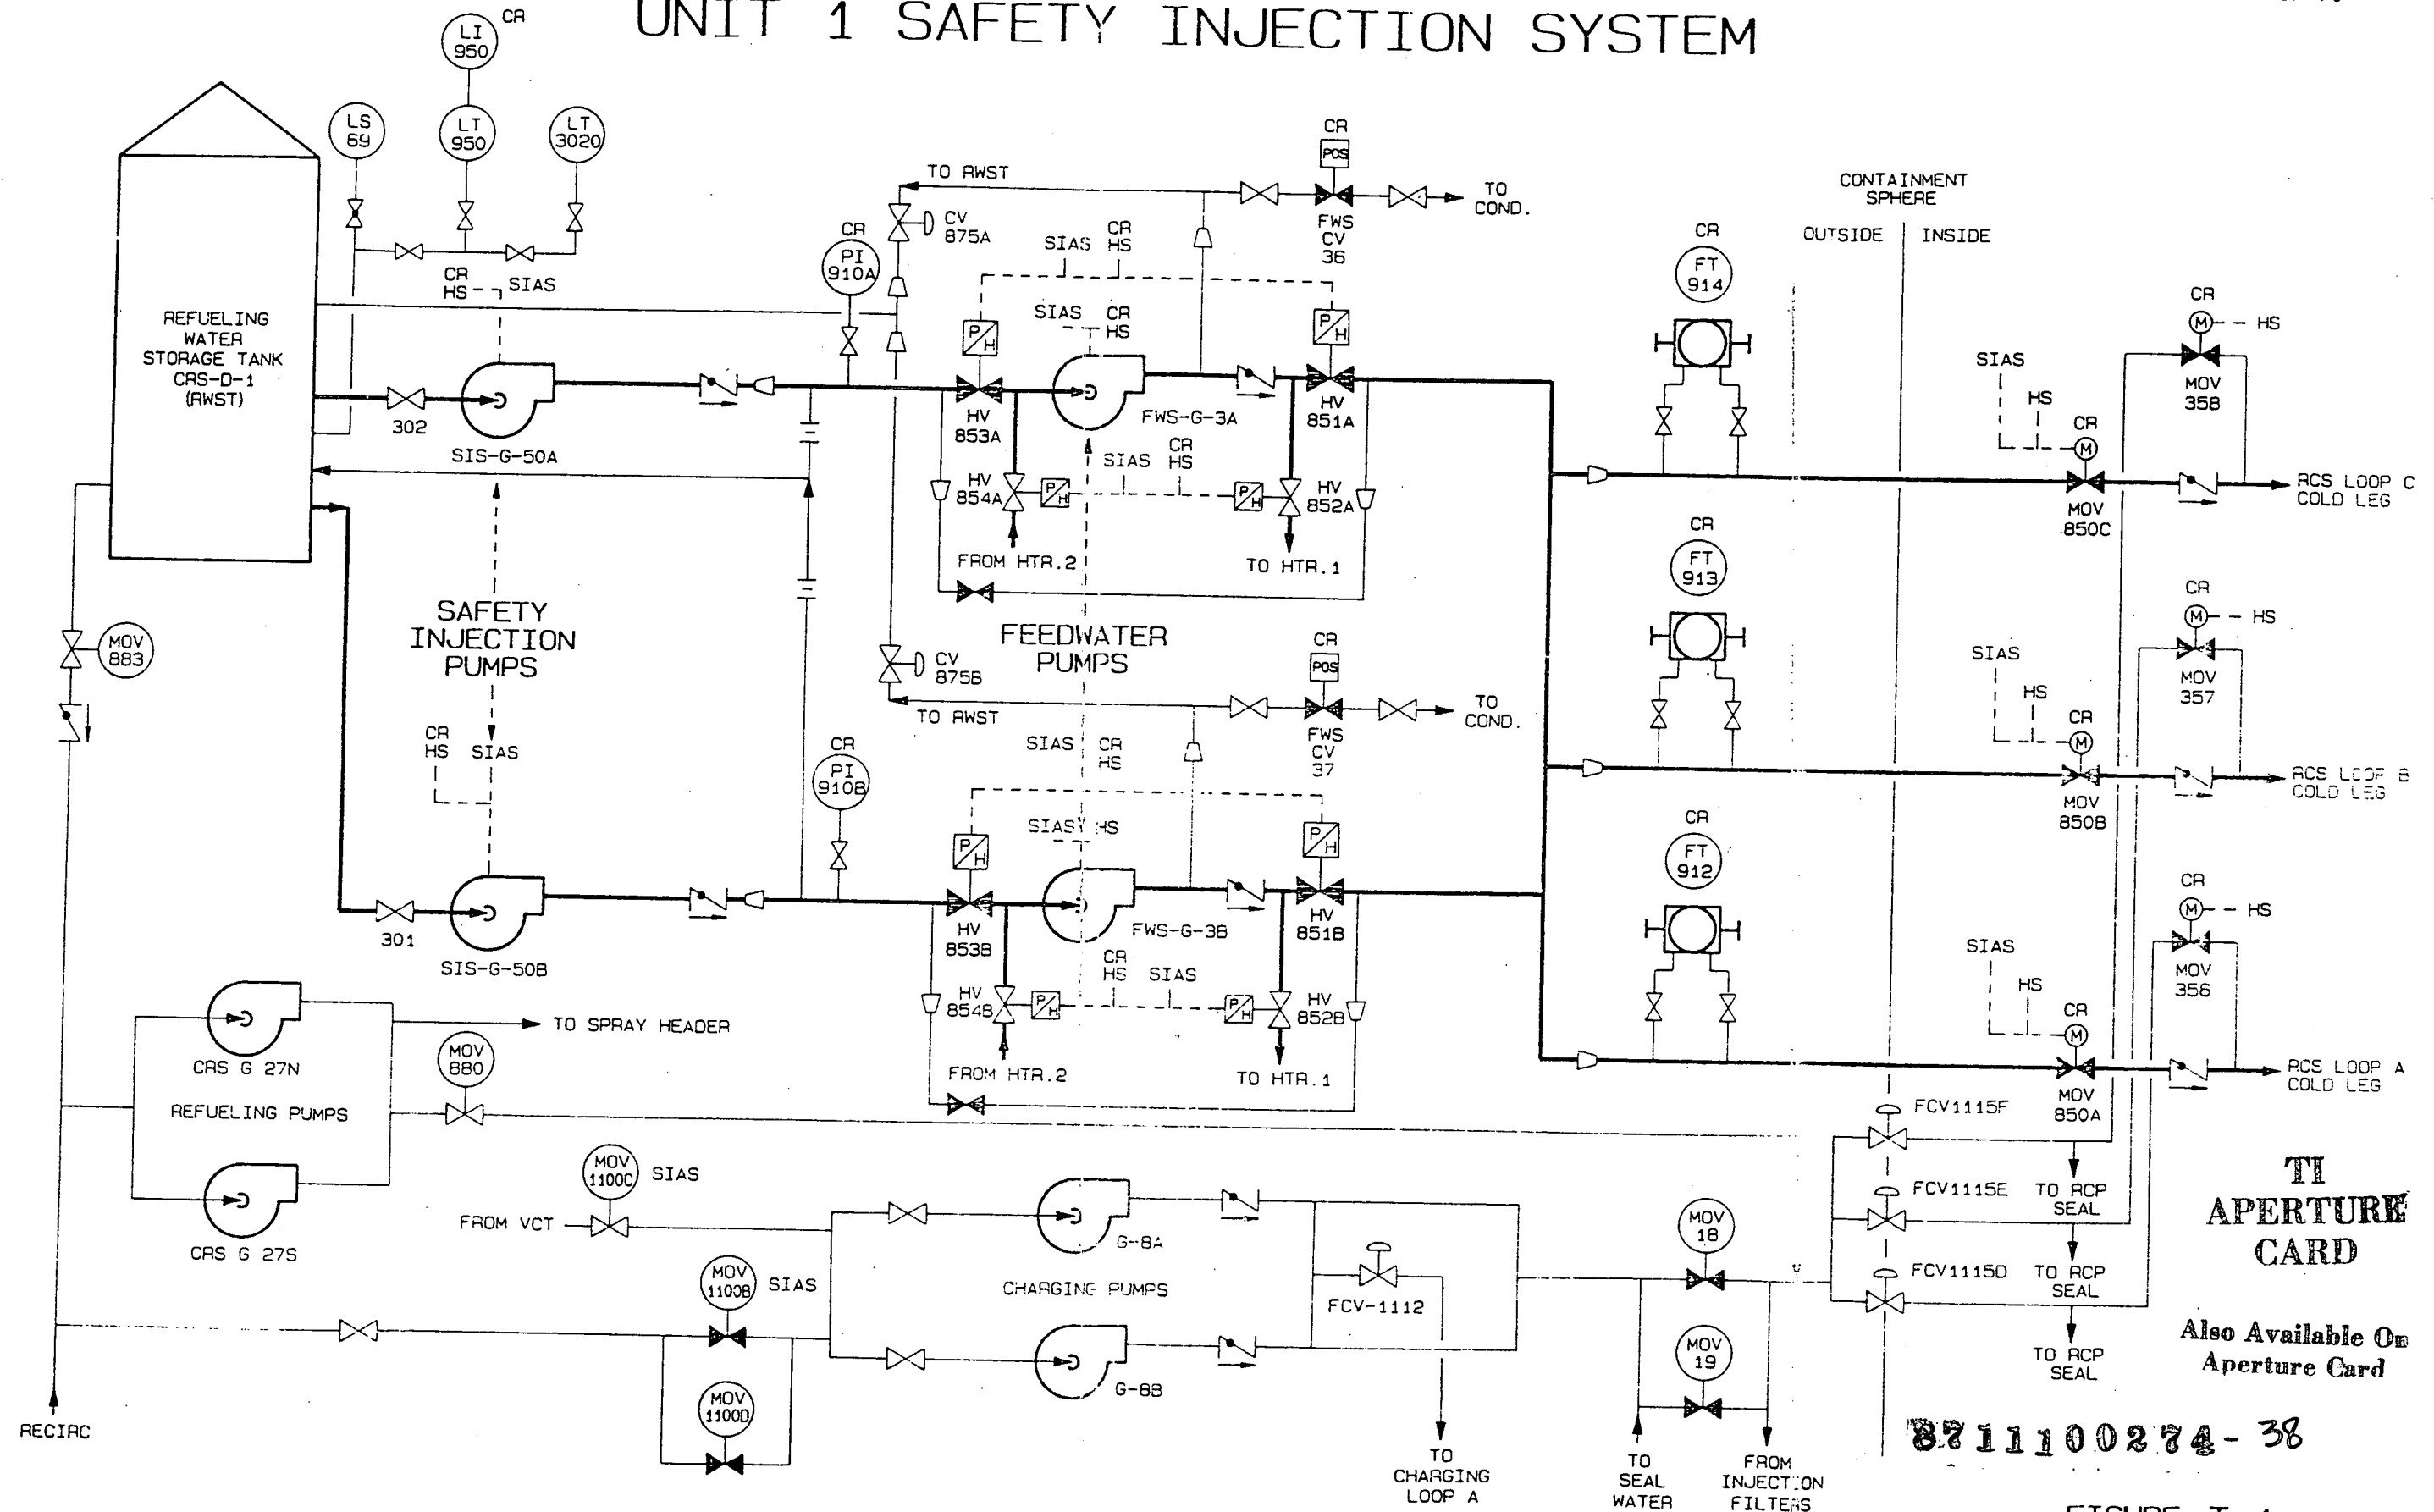 UNIT 1 SAFETY INJECTION SYSTEM
CR
LI
950
LS
69
LT
950
LT
3020
CR
HS
SIAS
REFUELING
WATER
STORAGE TANK
CRS-D-1
(RWST)
302
SIS-G-50A
TO RWST
CV
875A
CR
PI
910A
SIAS
CR
HS
SIAS
CR
HS
P/H
P/H
HV
853A
FWS-G-3A
HV
851A
CR
POS
FWS
CV
36
TO
COND.
HV
854A
P/H
SIAS
CR
HS
P/H
HV
852A
FROM HTR.2
TO HTR.1
CONTAINMENT
SPHERE
OUTSIDE
INSIDE
CR
FT
914
CR
M
HS
MOV
358
SIAS
HS
CR
M
MOV
850C
RCS LOOP C
COLD LEG
MOV
883
SAFETY
INJECTION
PUMPS
FEEDWATER
PUMPS
CR
HS
SIAS
CV
875B
TO RWST
CR
POS
FWS
CV
37
TO
COND.
CR
FT
913
CR
M
HS
MOV
357
SIAS
HS
CR
M
MOV
850B
RCS LOOP B
COLD LEG
CR
PI
910B
SIAS
CR
HS
SIAS
HS
P/H
P/H
301
SIS-G-50B
HV
853B
FWS-G-3B
HV
851B
HV
854B
P/H
CR
HS
SIAS
P/H
HV
852B
FROM HTR.2
TO HTR.1
CR
FT
912
CR
M
HS
MOV
356
SIAS
HS
CR
M
MOV
850A
RCS LOOP A
COLD LEG
CRS G 27N
TO SPRAY HEADER
MOV
880
REFUELING PUMPS
CRS G 27S
MOV
1100C
SIAS
FROM VCT
MOV
1100B
SIAS
MOV
1100D
G-8A
CHARGING PUMPS
G-8B
FCV-1112
TO
CHARGING
LOOP A
MOV
18
MOV
19
TO
SEAL
WATER
FROM
INJECTION
FILTERS
FCV1115F
TO RCP
SEAL
FCV1115E
TO RCP
SEAL
FCV1115D
TO RCP
SEAL
RECIRC
TI
APERTURE
CARD
Also Available On
Aperture Card
8711100274-38